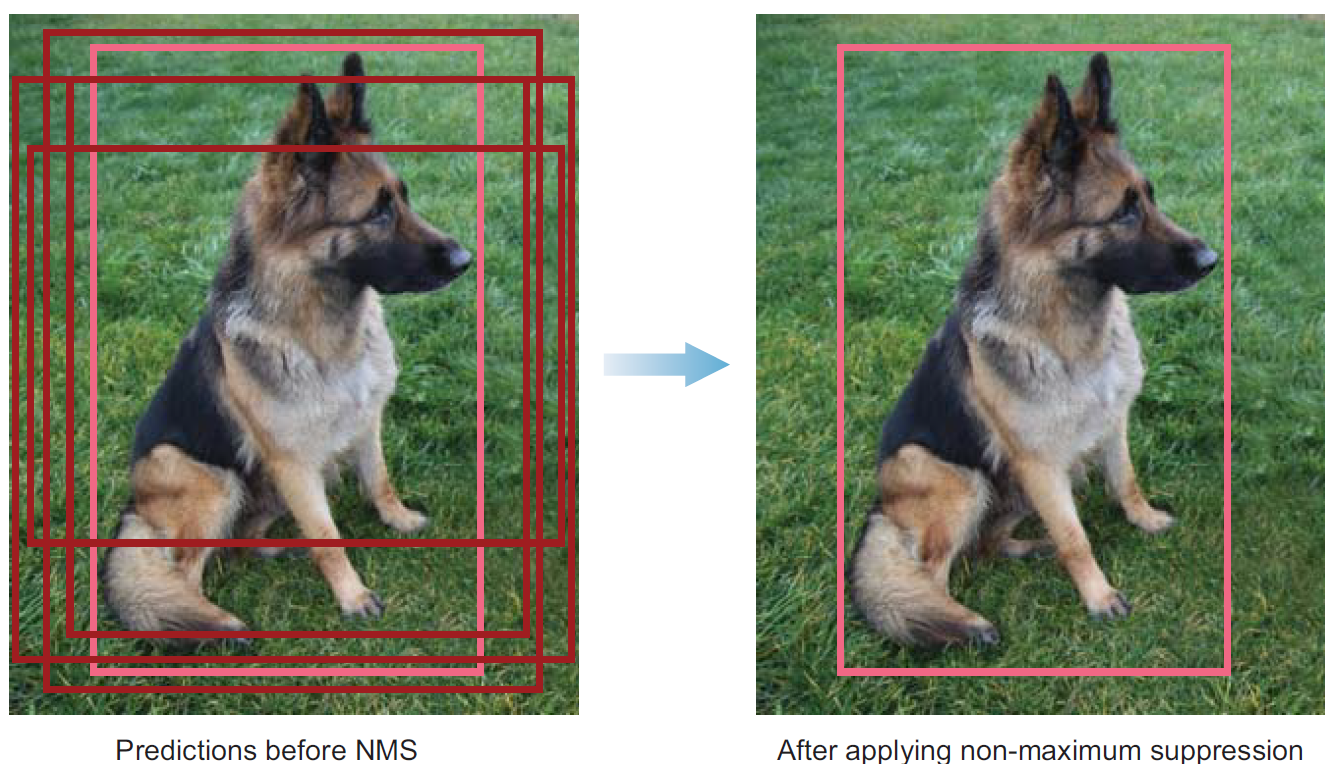 Predictions before NMS
After applying non-maximum suppression